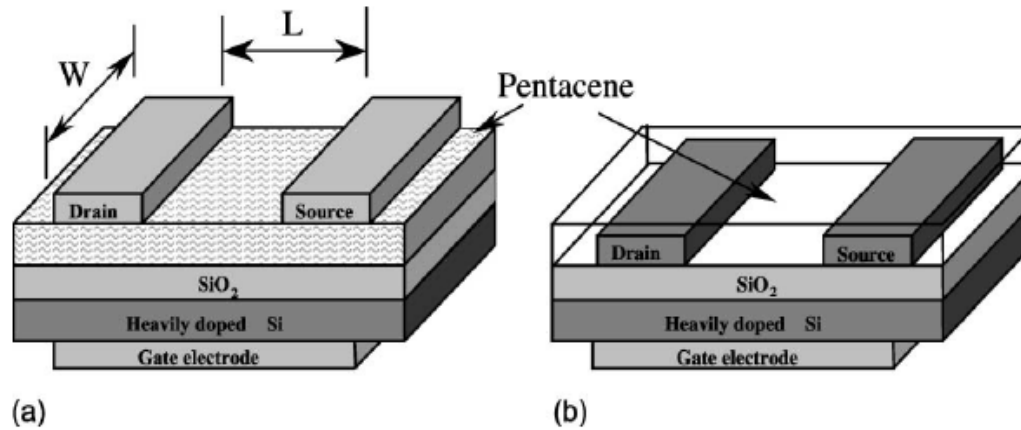 L
W
Pentacene
Drain
Source
SiO₂
Heavily doped Si
Gate electrode
(a)
Drain
Source
SiO₂
Heavily doped Si
Gate electrode
(b)